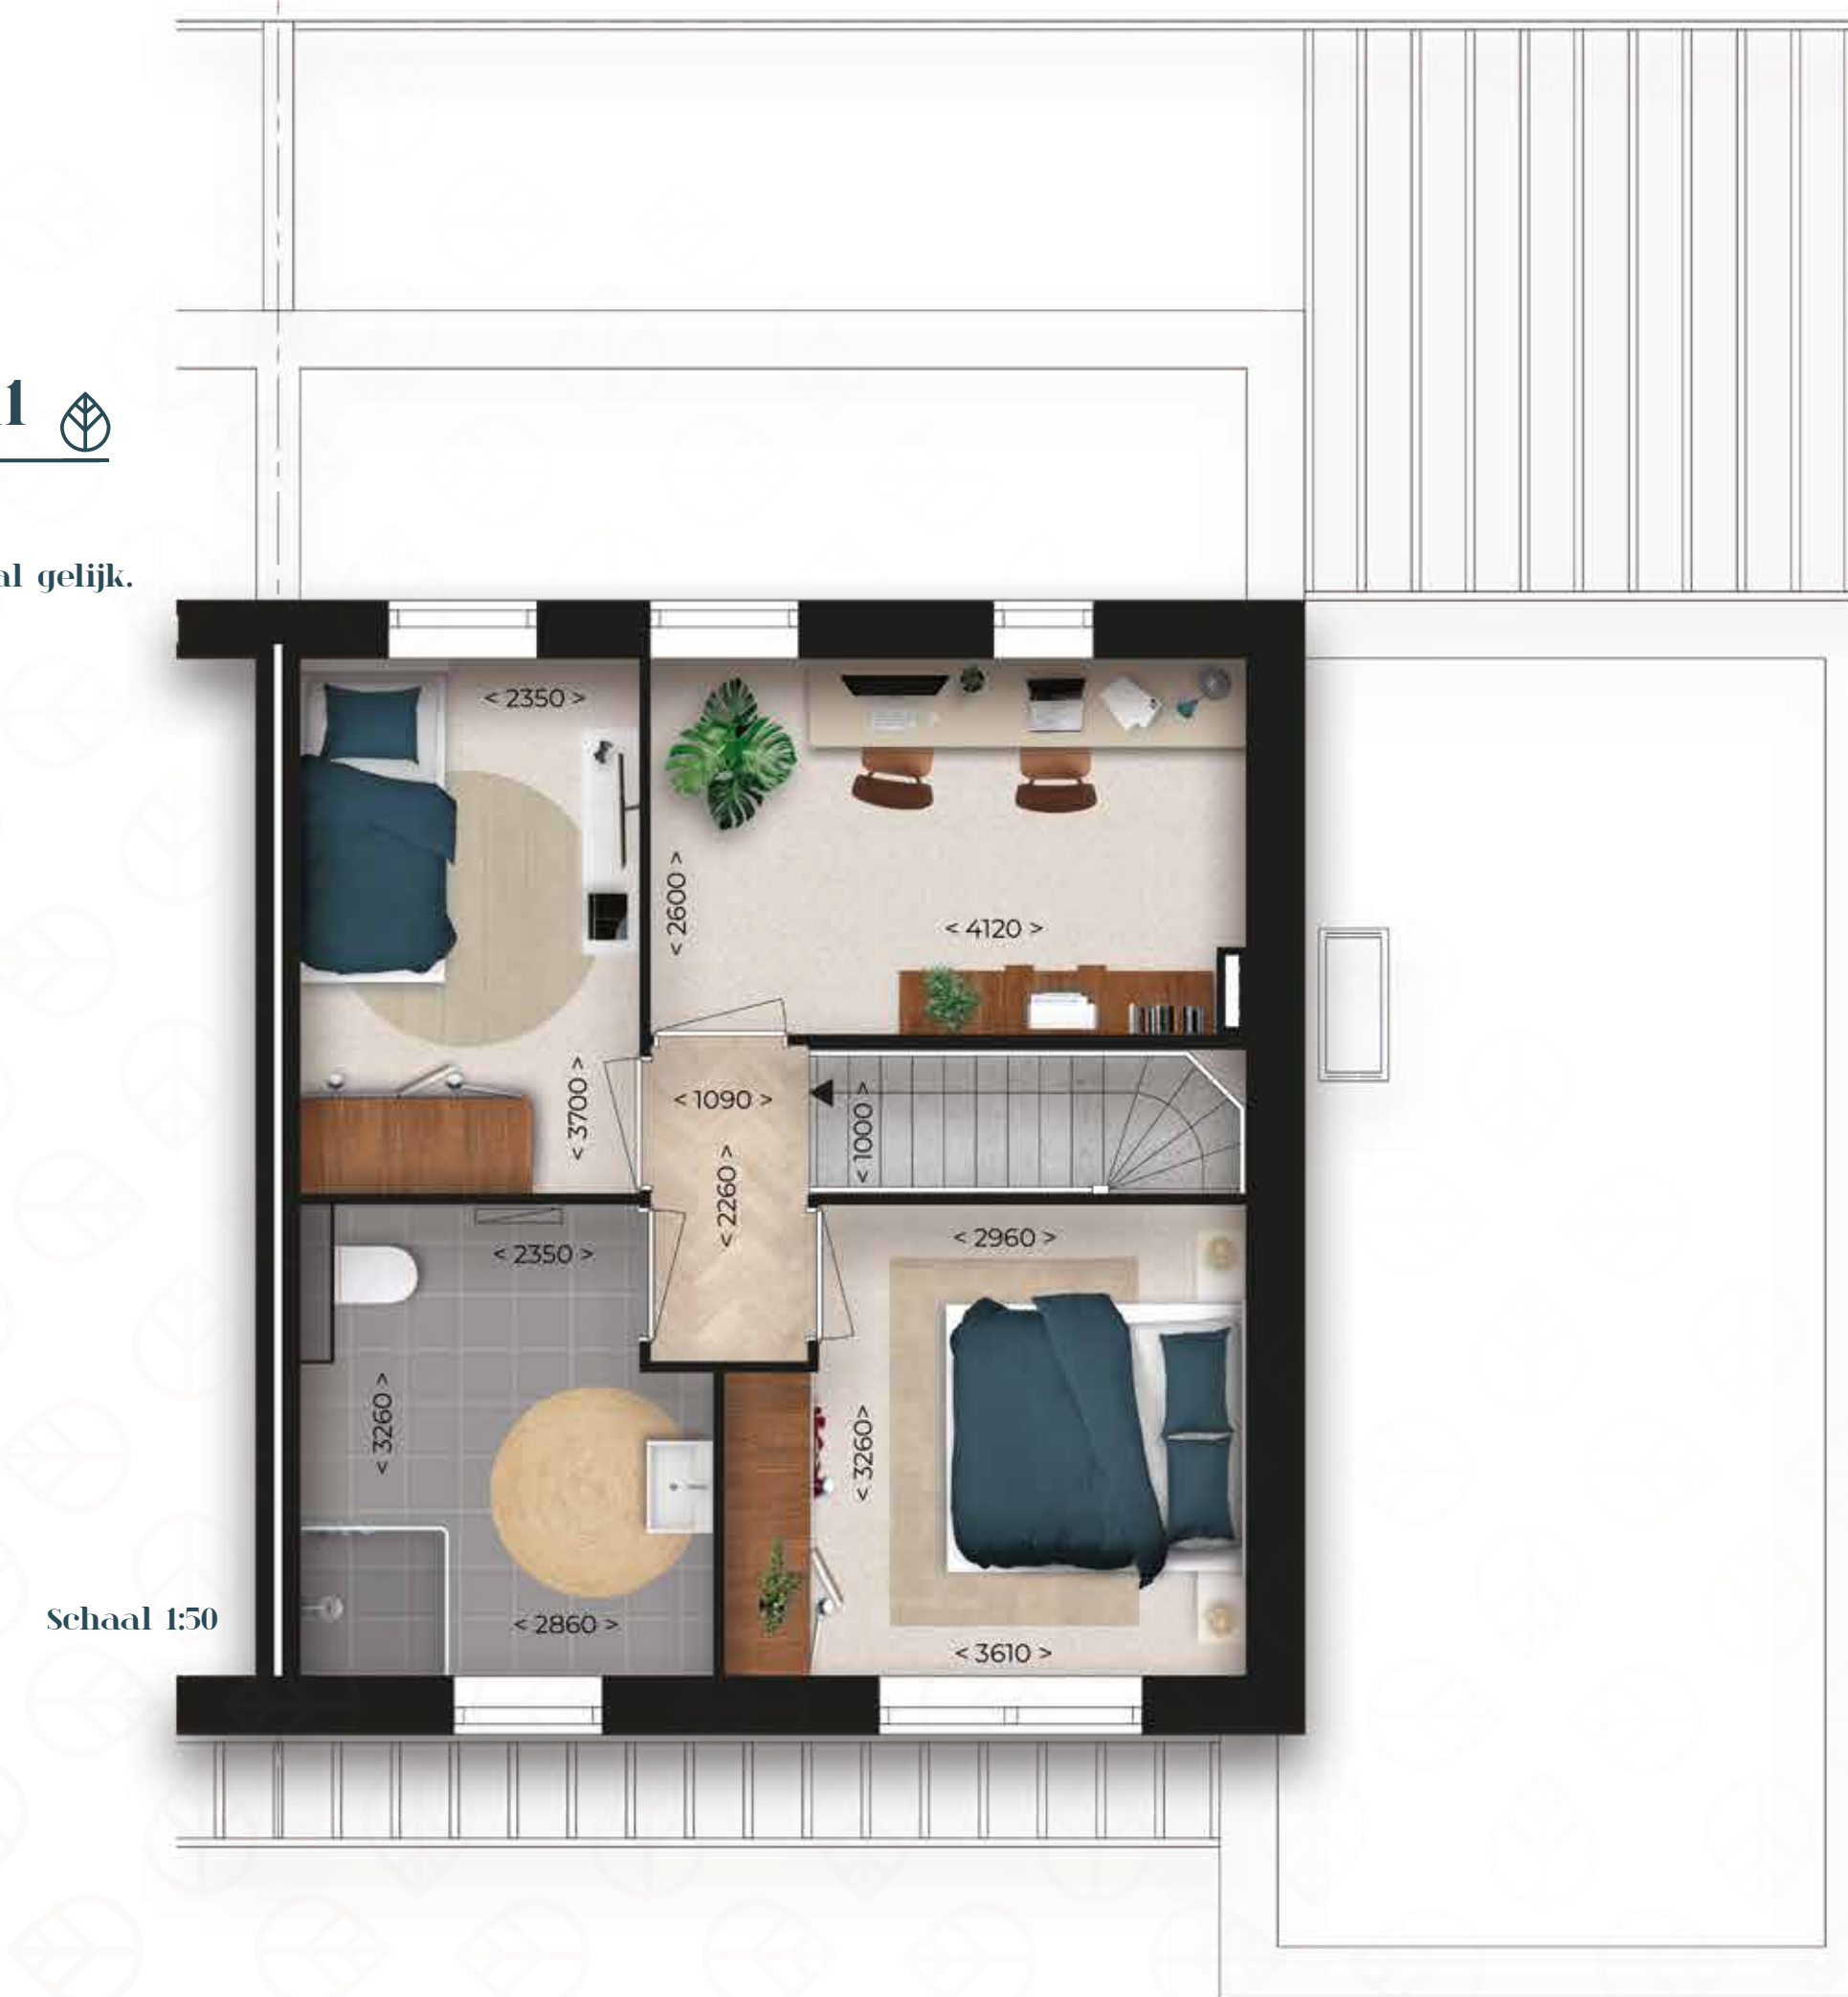 al gelijk.
< 2350 >
< 2600 >
< 4120 >
< 3700 >
< 1090 >
< 1000 >
< 2260 >
< 2350 >
< 2960 >
< 3260 >
< 3260>
Schaal 1:50
< 2860 >
< 3610 >